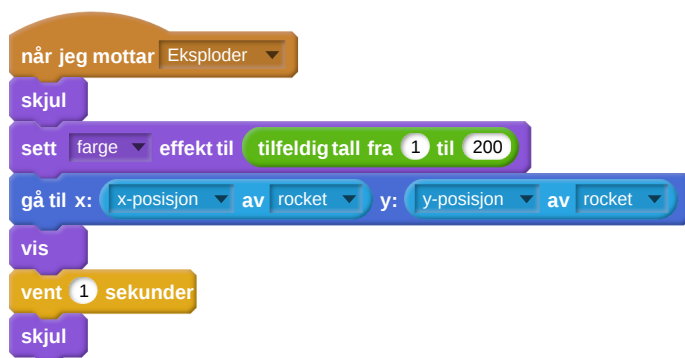 når jeg mottar Eksploder
skjul
sett farge effekt til tilfeldig tall fra 1 til 200
gå til x: x-posisjon av rocket y: y-posisjon av rocket
vis
vent 1 sekunder
skjul